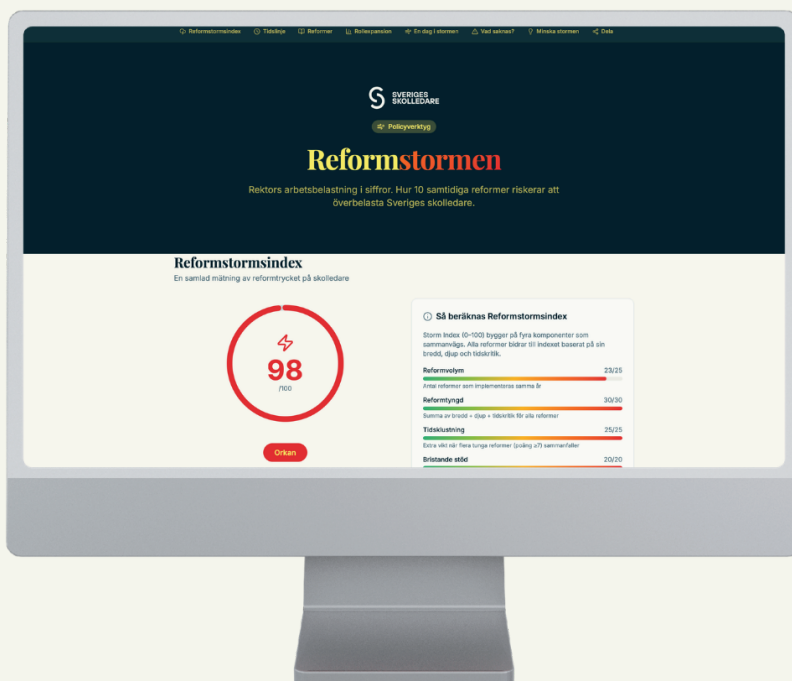 Reformstormsindex
Tidslinje
Reformer
Rollexpansion
En dag i stormen
Vad saknas?
Minska stormen
Dela
SVERIGES
SKOLLEDARE
Policyverktyg
Reformstormen
Rektors arbetsbelastning i siffror. Hur 10 samtidiga reformer riskerar att
överbelasta Sveriges skolledare.
Reformstormsindex
En samlad mätning av reformtrycket på skolledare
98
/100
Orkan
Så beräknas Reformstormsindex
Storm Index (0–100) bygger på fyra komponenter som
sammanvägs. Alla reformer bidrar till indexet baserat på sin
bredd, djup och tidskritik.
Reformvolym 23/25
Antal reformer som implementeras samma år
Reformtyngd 30/30
Summa av bredd + djup + tidskritik för alla reformer
Tidsklustning 25/25
Extra vikt när flera tunga reformer (poäng ≥7) sammanfaller
Bristande stöd 20/20